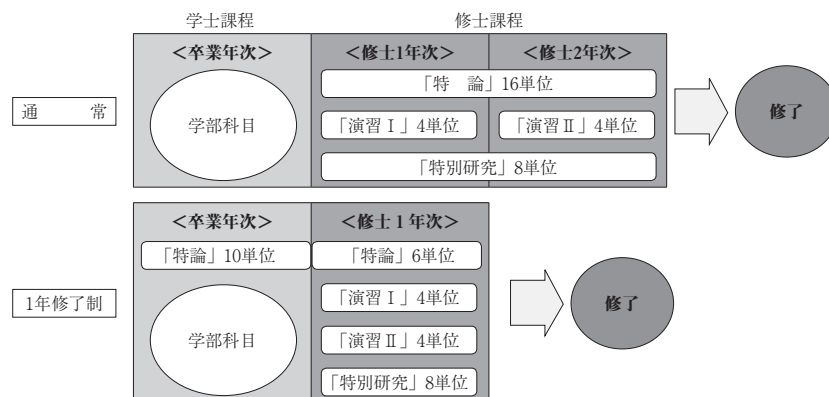 学士課程 修士課程
＜卒業年次＞ ＜修士1年次＞ ＜修士2年次＞
「特　論」16単位
通　常 学部科目 「演習Ⅰ」4単位 「演習Ⅱ」4単位 修了
「特別研究」8単位
＜卒業年次＞ ＜修士１年次＞
「特論」10単位 「特論」6単位
1年修了制 学部科目 「演習Ⅰ」4単位 修了
「演習Ⅱ」4単位
「特別研究」8単位